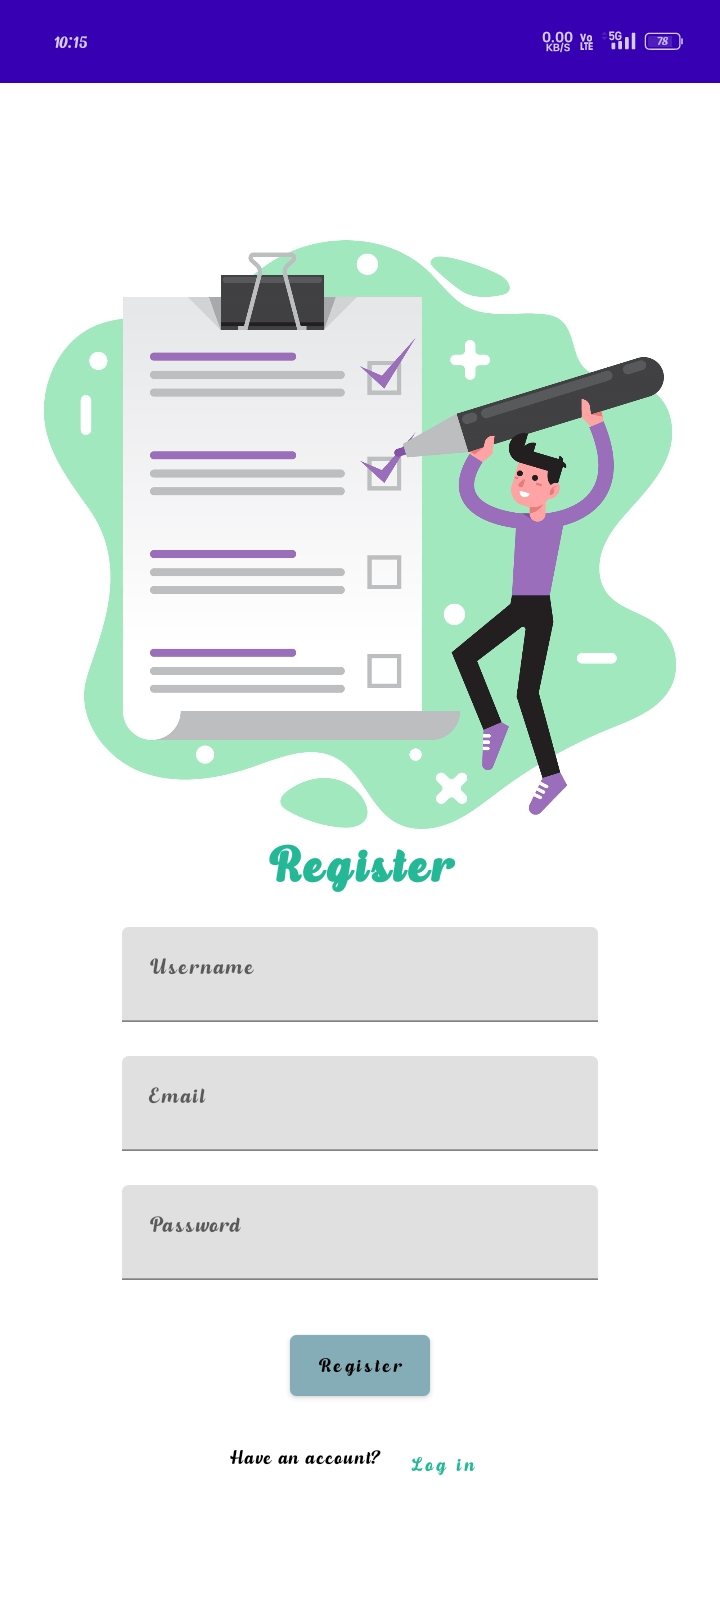 10:15
0.00 KB/S Vo LTE 5G 78
Register
Username
Email
Password
Register
Have an account? Log in